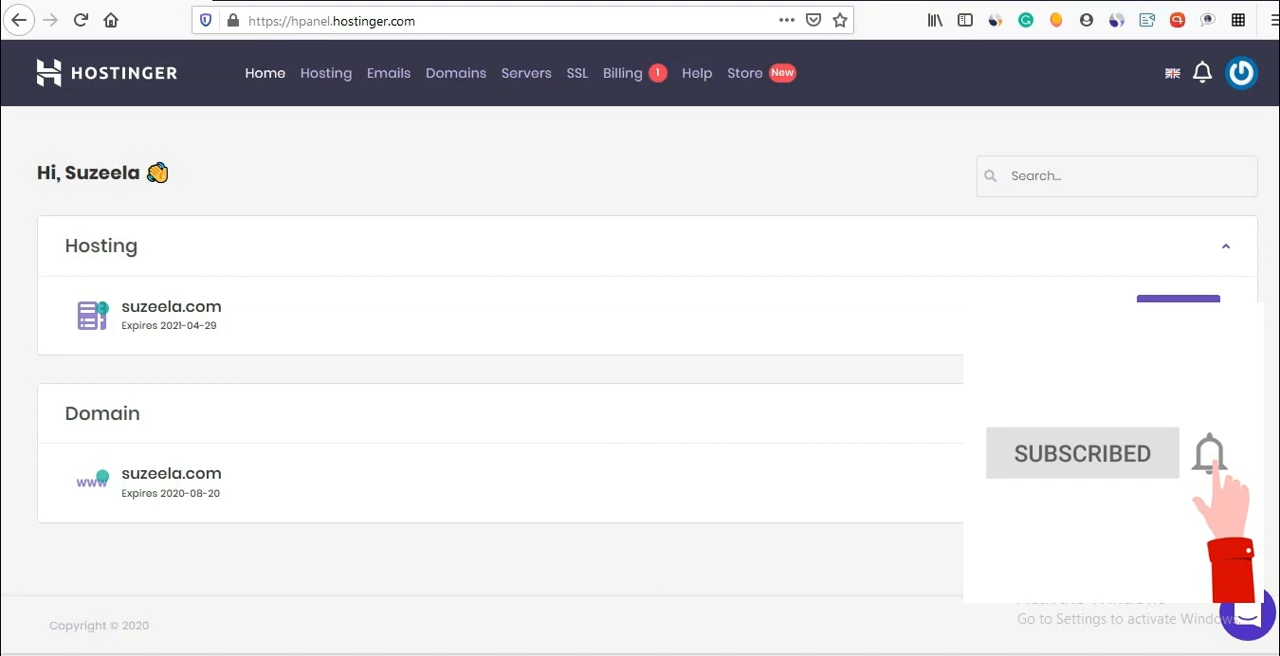 https://hpanel.hostinger.com
HOSTINGER
Home Hosting Emails Domains Servers SSL Billing 1 Help Store New
Hi, Suzeela
Search...
Hosting
suzeela.com
Expires 2021-04-29
Domain
suzeela.com
Expires 2020-08-20
SUBSCRIBED
Go to Settings to activate Windows.
Copyright © 2020